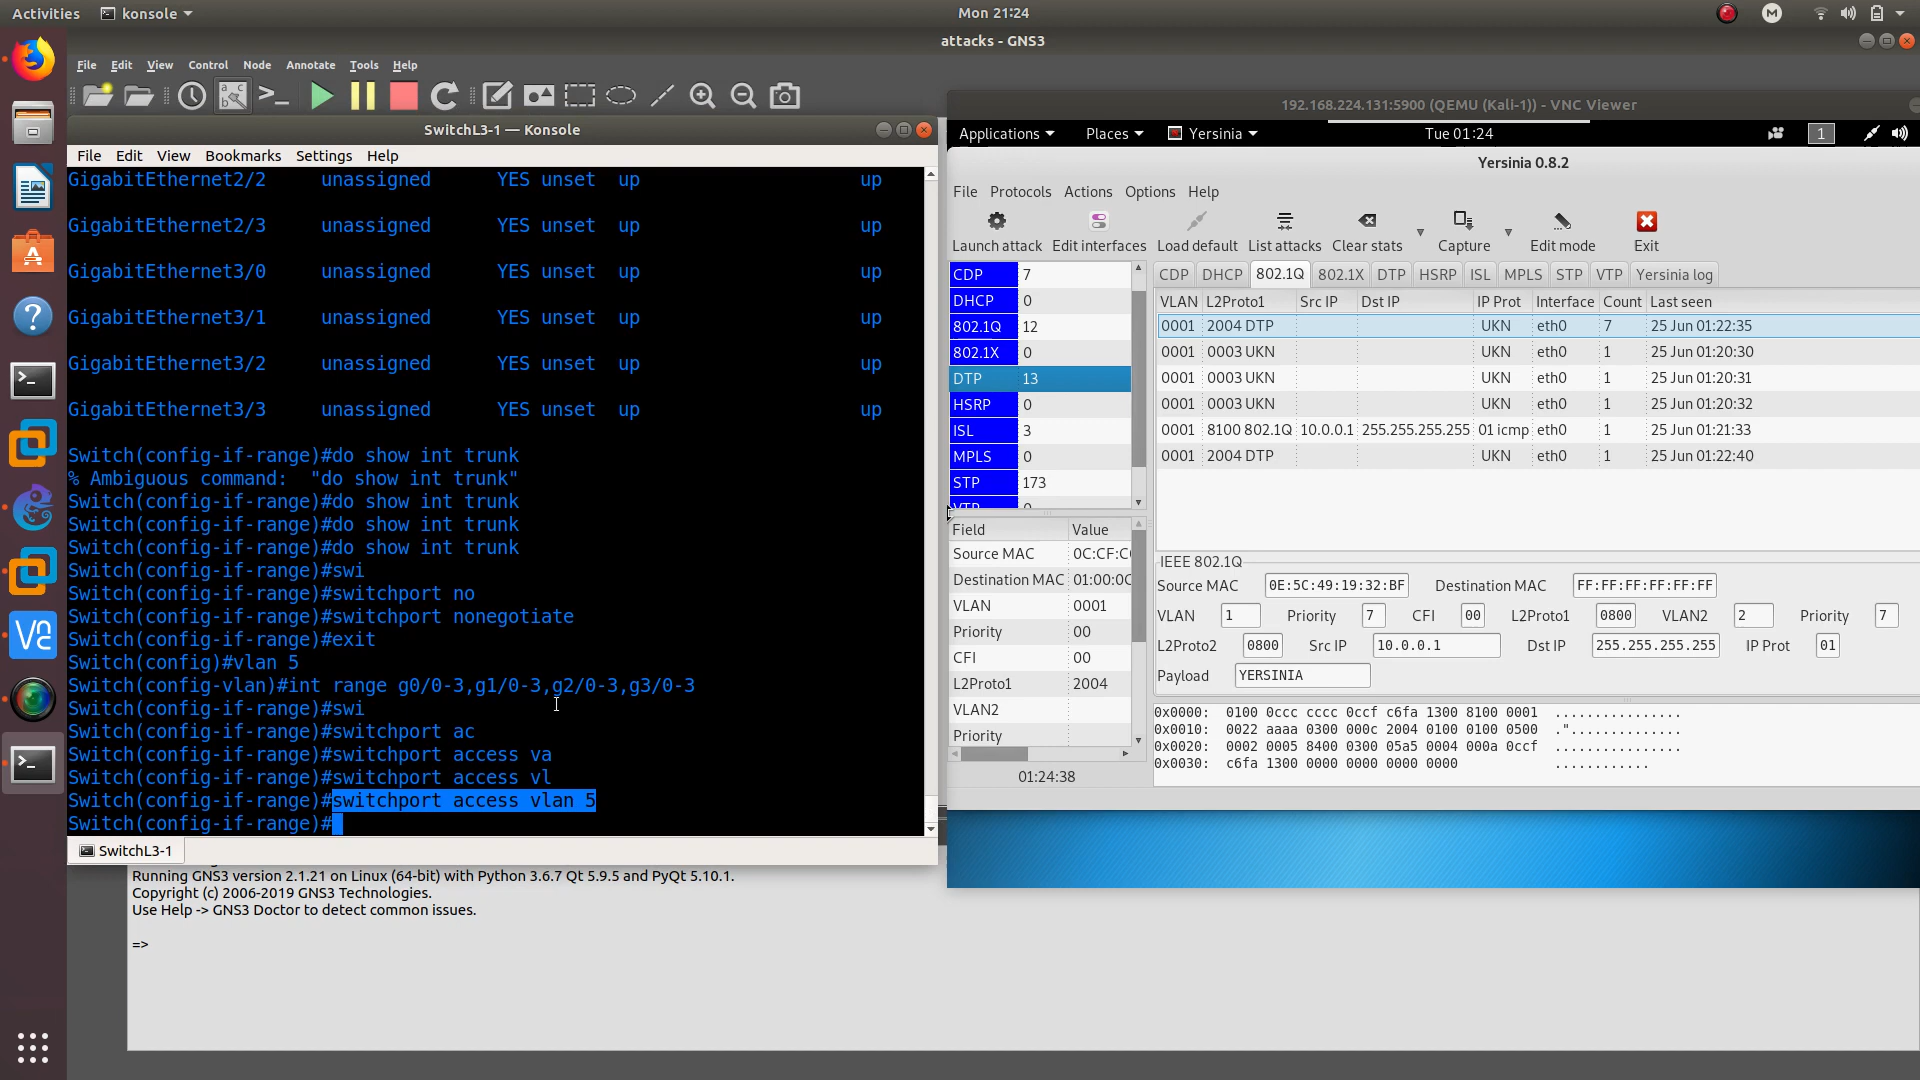 Activities
konsole
Mon 21:24
attacks - GNS3
File Edit View Control Node Annotate Tools Help
SwitchL3-1 — Konsole
File Edit View Bookmarks Settings Help
GigabitEthernet2/2 unassigned YES unset up up
GigabitEthernet2/3 unassigned YES unset up up
GigabitEthernet3/0 unassigned YES unset up up
GigabitEthernet3/1 unassigned YES unset up up
GigabitEthernet3/2 unassigned YES unset up up
GigabitEthernet3/3 unassigned YES unset up up
Switch(config-if-range)#do show int trunk
% Ambiguous command: "do show int trunk"
Switch(config-if-range)#do show int trunk
Switch(config-if-range)#do show int trunk
Switch(config-if-range)#do show int trunk
Switch(config-if-range)#swi
Switch(config-if-range)#switchport no
Switch(config-if-range)#switchport nonegotiate
Switch(config-if-range)#exit
Switch(config)#vlan 5
Switch(config-vlan)#int range g0/0-3,g1/0-3,g2/0-3,g3/0-3
Switch(config-if-range)#swi
Switch(config-if-range)#switchport ac
Switch(config-if-range)#switchport access va
Switch(config-if-range)#switchport access vl
Switch(config-if-range)#switchport access vlan 5
Switch(config-if-range)#
SwitchL3-1
Running GNS3 version 2.1.21 on Linux (64-bit) with Python 3.6.7 Qt 5.9.5 and PyQt 5.10.1.
Copyright (c) 2006-2019 GNS3 Technologies.
Use Help -> GNS3 Doctor to detect common issues.
=>
192.168.224.131:5900 (QEMU (Kali-1)) - VNC Viewer
Applications Places Yersinia Tue 01:24 1
Yersinia 0.8.2
File Protocols Actions Options Help
Launch attack Edit interfaces Load default List attacks Clear stats Capture Edit mode Exit
CDP 7
DHCP 0
802.1Q 12
802.1X 0
DTP 13
HSRP 0
ISL 3
MPLS 0
STP 173
VTP 0
Field Value
Source MAC 0C:CF:C
Destination MAC 01:00:0C
VLAN 0001
Priority 00
CFI 00
L2Proto1 2004
VLAN2
Priority
01:24:38
CDP DHCP 802.1Q 802.1X DTP HSRP ISL MPLS STP VTP Yersinia log
VLAN L2Proto1 Src IP Dst IP IP Prot Interface Count Last seen
0001 2004 DTP UKN eth0 7 25 Jun 01:22:35
0001 0003 UKN UKN eth0 1 25 Jun 01:20:30
0001 0003 UKN UKN eth0 1 25 Jun 01:20:31
0001 0003 UKN UKN eth0 1 25 Jun 01:20:32
0001 8100 802.1Q 10.0.0.1 255.255.255.255 01 icmp eth0 1 25 Jun 01:21:33
0001 2004 DTP UKN eth0 1 25 Jun 01:22:40
IEEE 802.1Q
Source MAC 0E:5C:49:19:32:BF Destination MAC FF:FF:FF:FF:FF:FF
VLAN 1 Priority 7 CFI 00 L2Proto1 0800 VLAN2 2 Priority 7
L2Proto2 0800 Src IP 10.0.0.1 Dst IP 255.255.255.255 IP Prot 01
Payload YERSINIA
0x0000: 0100 0ccc cccc 0ccf c6fa 1300 8100 0001 ................
0x0010: 0022 aaaa 0300 000c 2004 0100 0100 0500 ."..............
0x0020: 0002 0005 8400 0300 05a5 0004 000a 0ccf ................
0x0030: c6fa 1300 0000 0000 0000 0000 ............